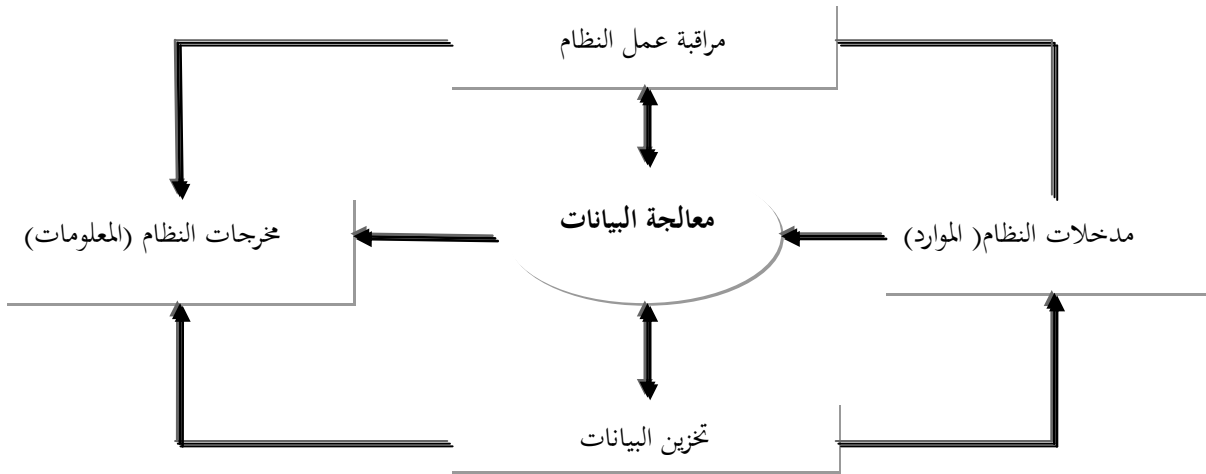 مراقبة عمل النظام
مدخلات النظام( الموارد)
معالجة البيانات
مخرجات النظام (المعلومات)
تخزين البيانات